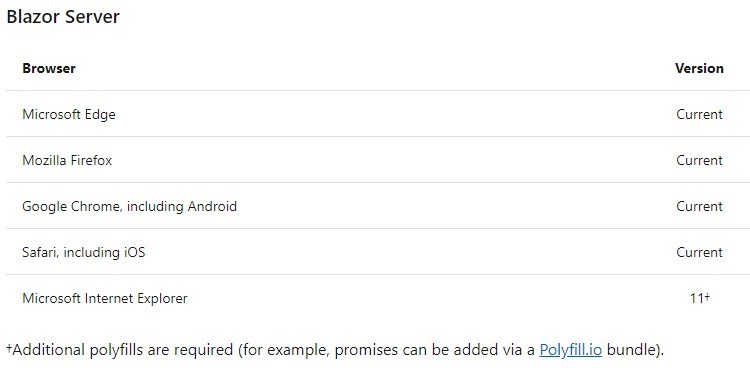 Blazor Server
Browser Version
Microsoft Edge Current
Mozilla Firefox Current
Google Chrome, including Android Current
Safari, including iOS Current
Microsoft Internet Explorer 11†
†Additional polyfills are required (for example, promises can be added via a Polyfill.io bundle).